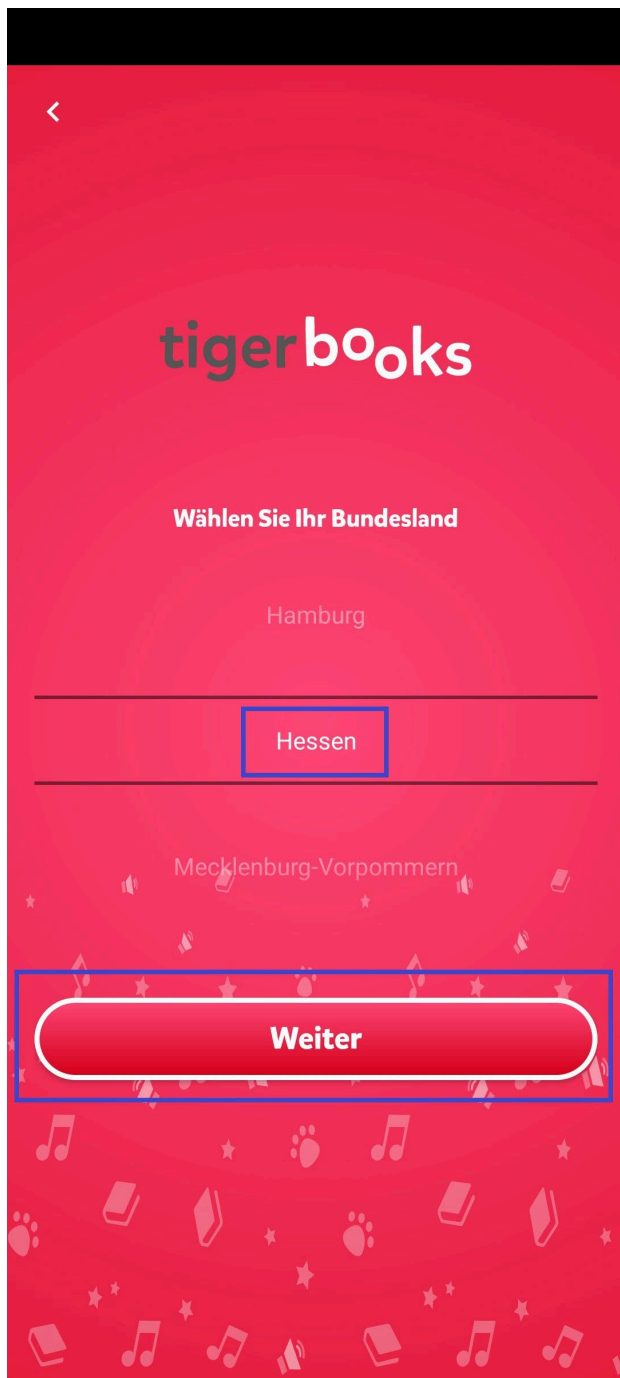 tigerbooks
Wählen Sie Ihr Bundesland
Hamburg
Hessen
Mecklenburg-Vorpommern
Weiter